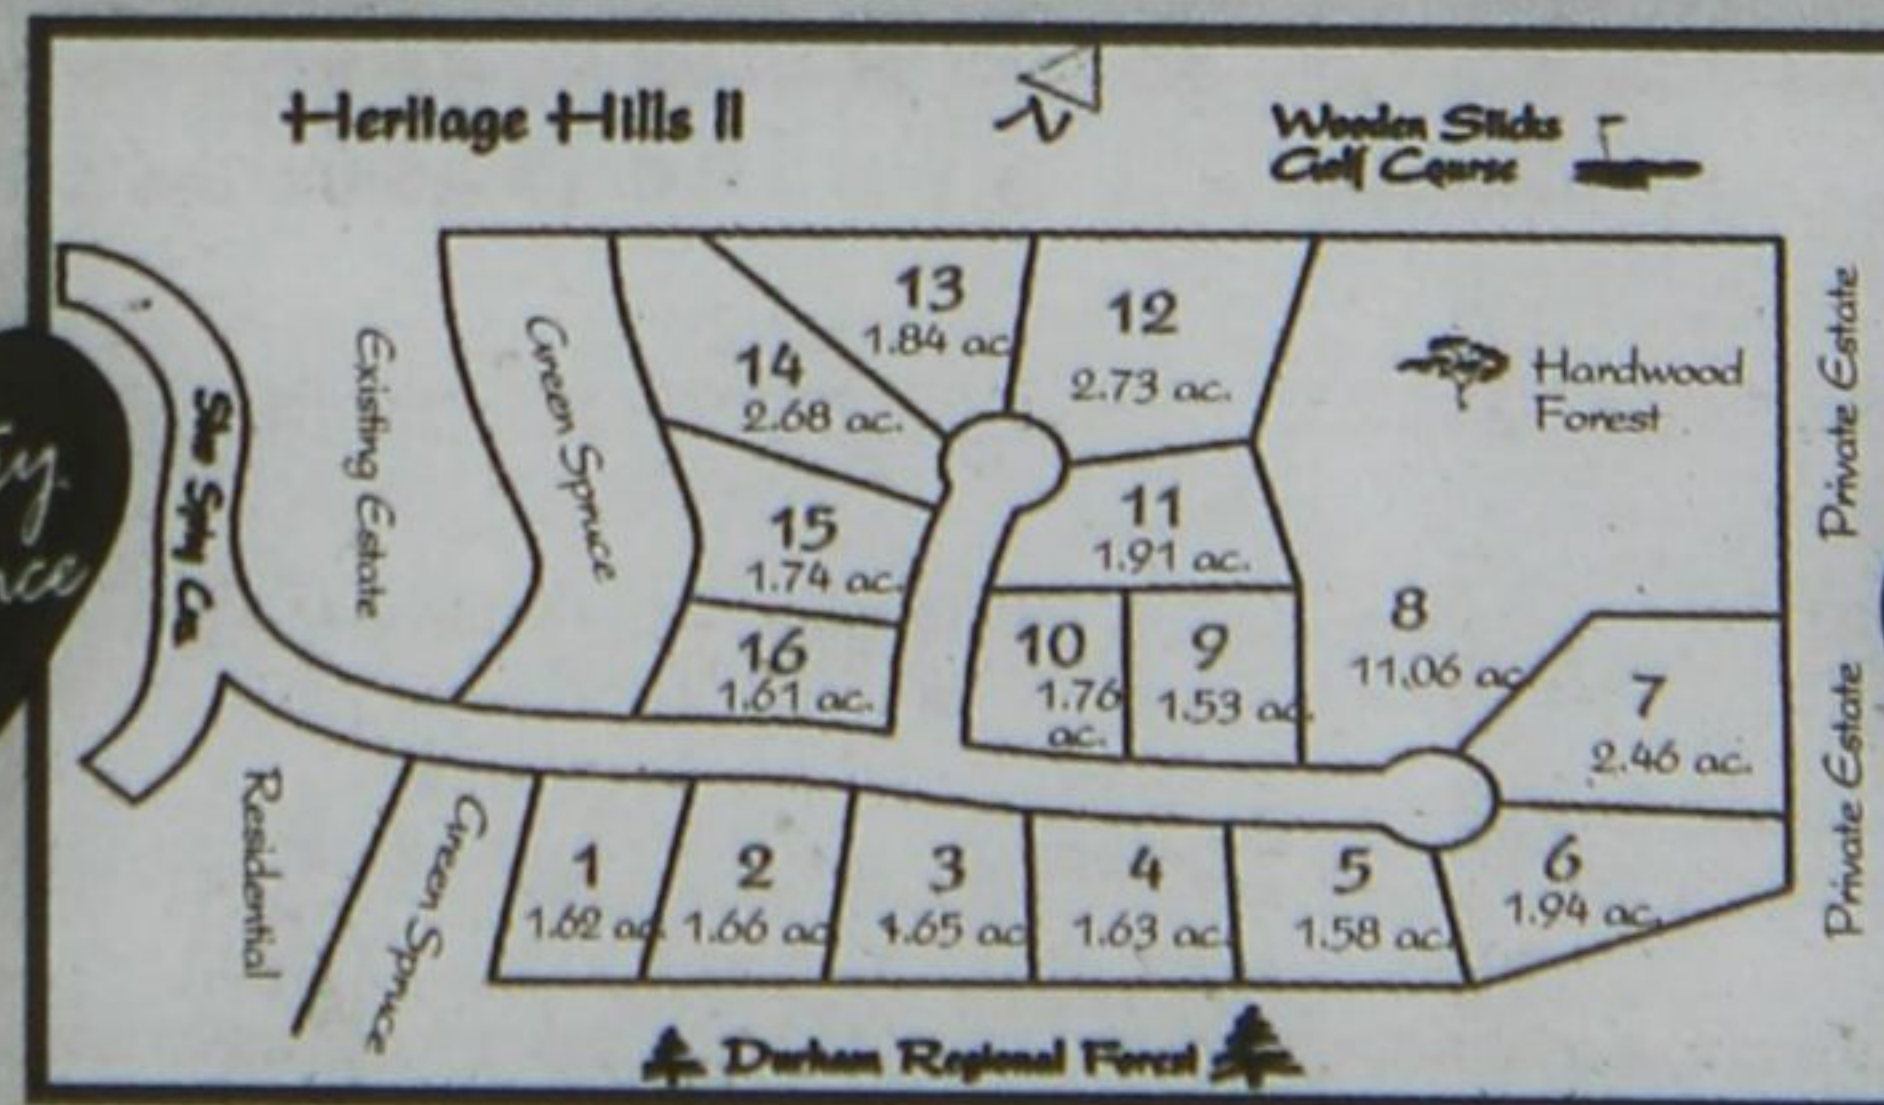 Heritage Hills II
N
Wooden Sticks
Golf Course
Existing Estate
Green Spruce
13
1.84 ac
12
2.73 ac.
14
2.68 ac.
Hardwood
Forest
Private Estate
15
1.74 ac.
11
1.91 ac.
16
1.61 ac.
10
1.76
ac.
9
1.53 ac.
8
11.06 ac
7
2.46 ac.
Private Estate
Residential
Green Spruce
1
1.62 ac
2
1.66 ac
3
1.65 ac
4
1.63 ac.
5
1.58 ac.
6
1.94 ac.
Durham Regional Forest